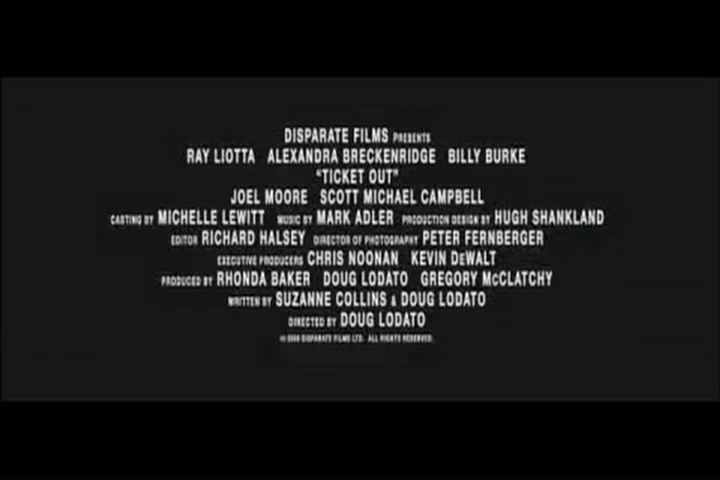 DISPARATE FILMS PRESENTS
RAY LIOTTA ALEXANDRA BRECKENRIDGE BILLY BURKE
"TICKET OUT"
JOEL MOORE SCOTT MICHAEL CAMPBELL
CASTING BY MICHELLE LEWITT MUSIC BY MARK ADLER PRODUCTION DESIGN BY HUGH SHANKLAND
EDITOR RICHARD HALSEY DIRECTOR OF PHOTOGRAPHY PETER FERNBERGER
EXECUTIVE PRODUCERS CHRIS NOONAN KEVIN DeWALT
PRODUCED BY RHONDA BAKER DOUG LODATO GREGORY McCLATCHY
WRITTEN BY SUZANNE COLLINS & DOUG LODATO
DIRECTED BY DOUG LODATO
DISPARATE FILMS LTD. ALL RIGHTS RESERVED.